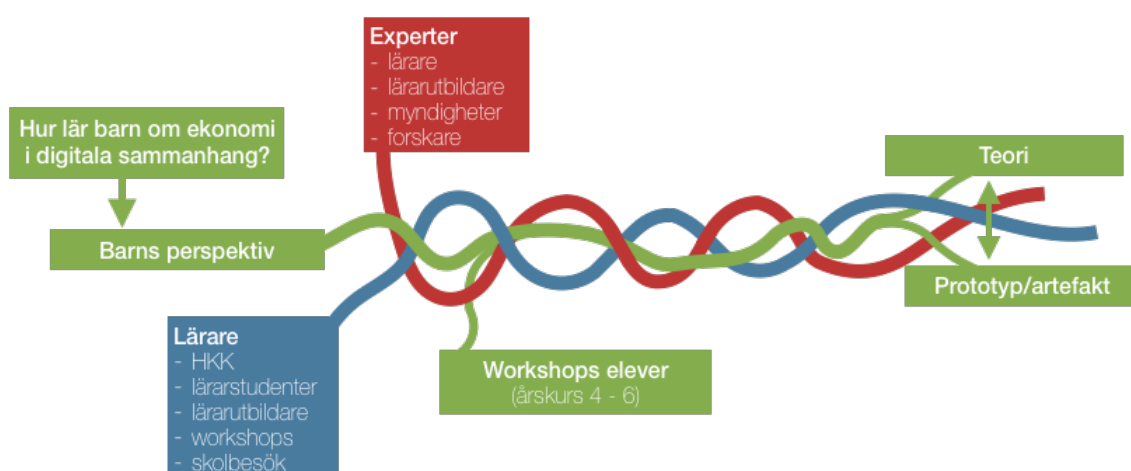 Experter
- lärare
- lärarutbildare
- myndigheter
- forskare
Hur lär barn om ekonomi
i digitala sammanhang?
Barns perspektiv
Teori
Prototyp/artefakt
Lärare
- HKK
- lärarstudenter
- lärarutbildare
- workshops
- skolbesök
Workshops elever
(årskurs 4 - 6)